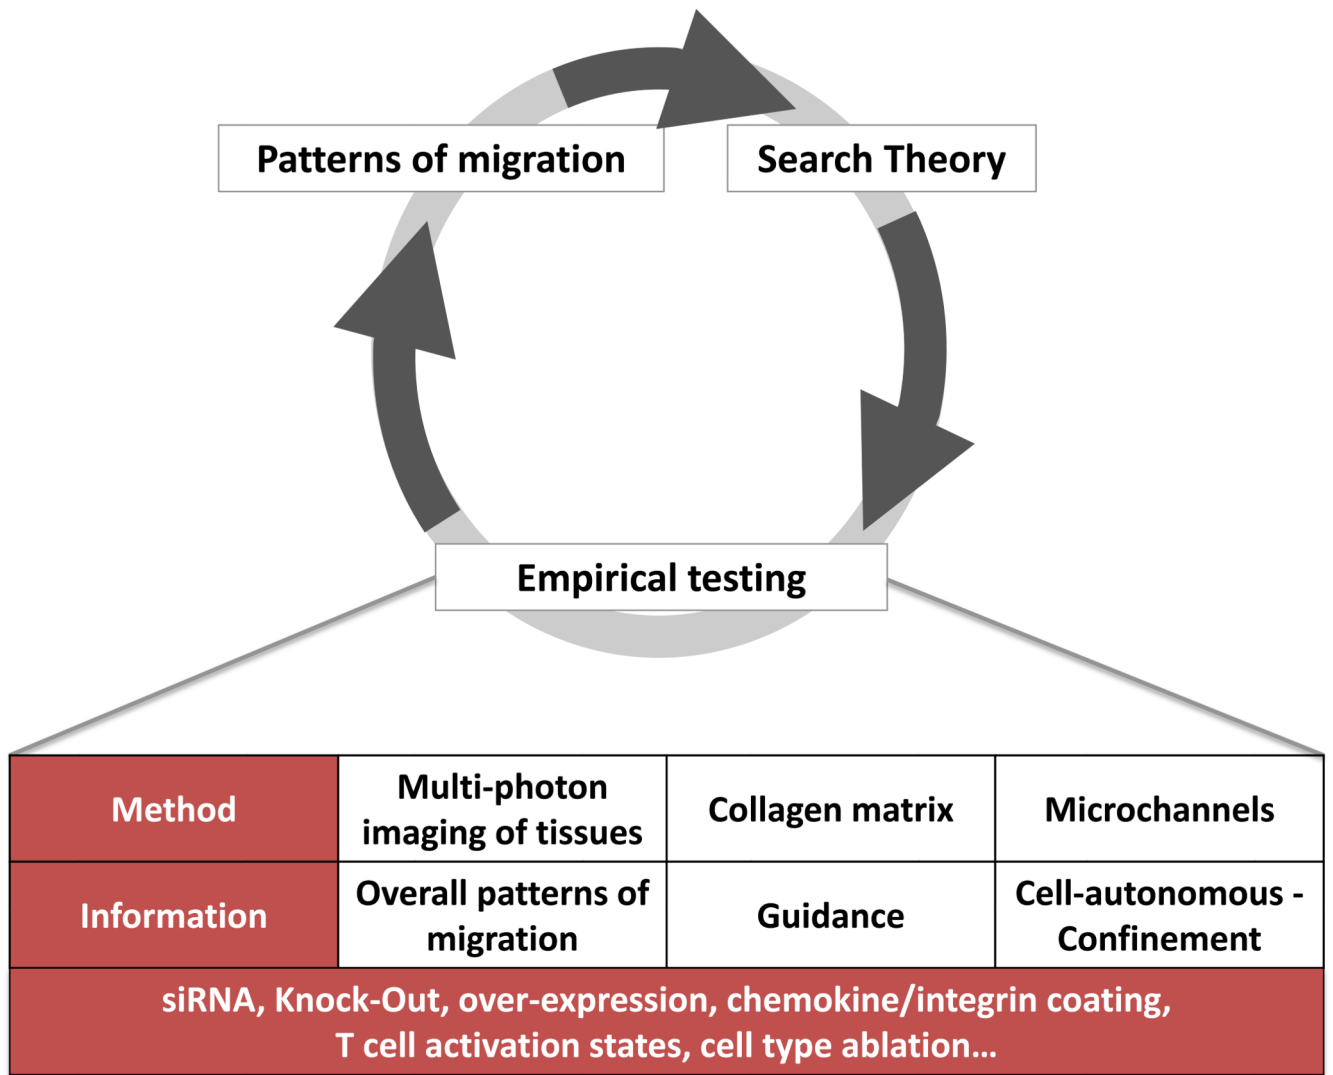 Patterns of migration
Search Theory
Empirical testing
Method
Multi-photon
imaging of tissues
Collagen matrix
Microchannels
Information
Overall patterns of
migration
Guidance
Cell-autonomous -
Confinement
siRNA, Knock-Out, over-expression, chemokine/integrin coating,
T cell activation states, cell type ablation...